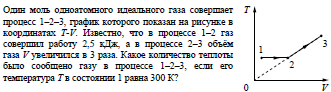 Один моль одноатомного идеального газа совершает
процесс 1–2–3, график которого показан на рисунке в
координатах T-V. Известно, что в процессе 1–2 газ
совершил работу 2,5 кДж, а в процессе 2–3 объём
газа V увеличился в 3 раза. Какое количество теплоты
было сообщено газу в процессе 1–2–3, если его
температура T в состоянии 1 равна 300 К?
T
3
1
2
0
V